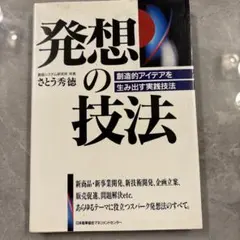 発想
の
技法
創造的アイデアを
生み出す実践技法
さとう秀徳
新商品・新事業開発、新技術開発、企画立案、
販売促進、問題解決etc.
あらゆるテーマに役立つスパーク発想法のすべて。
日本能率協会マネジメントセンター